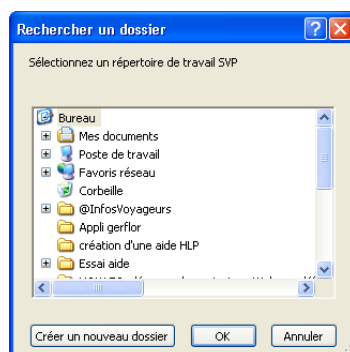 Rechercher un dossier
Sélectionnez un répertoire de travail SVP
Bureau
Mes documents
Poste de travail
Favoris réseau
Corbeille
@InfosVoyageurs
Appli gerflor
création d'une aide HLP
Essai aide
Créer un nouveau dossier OK Annuler